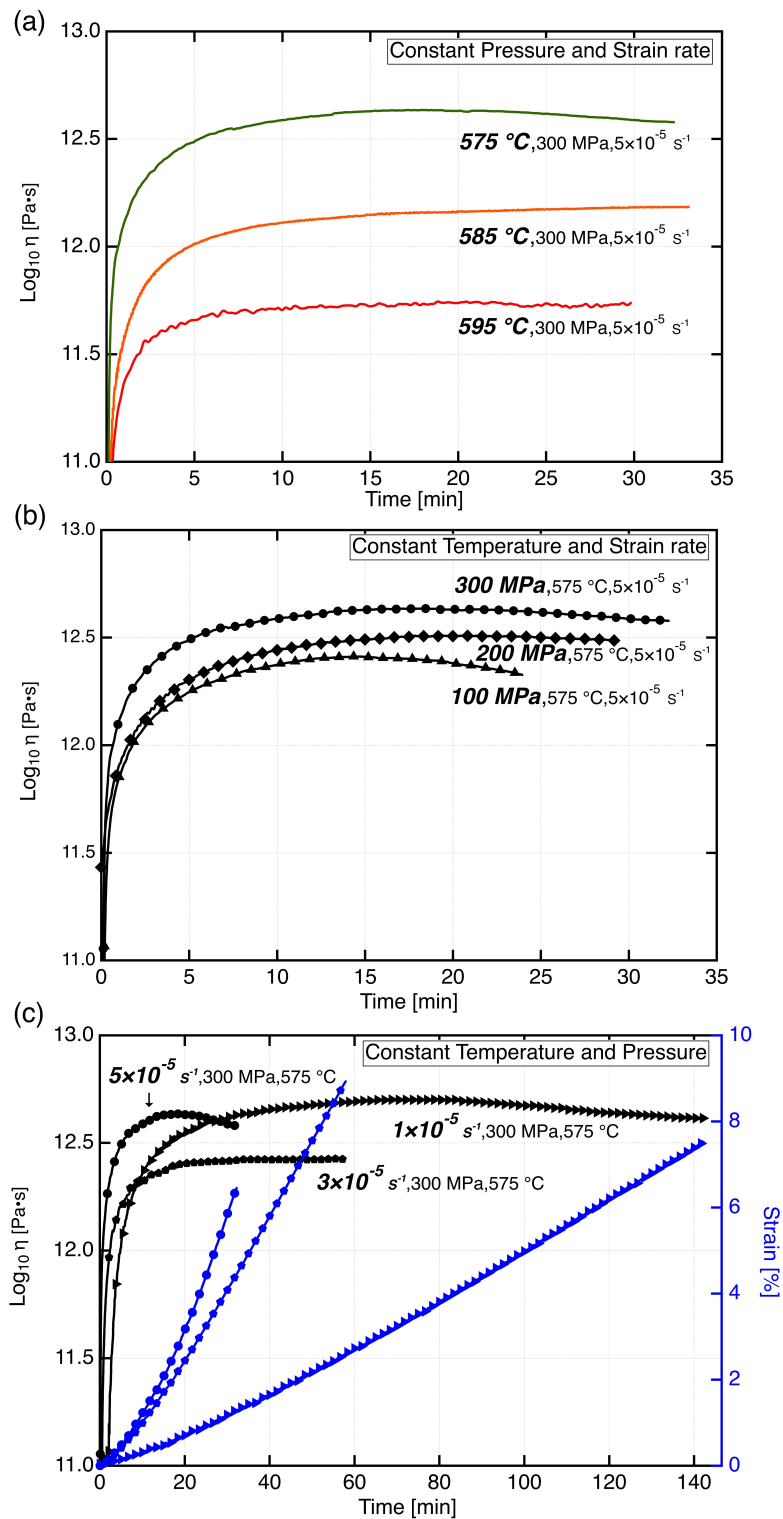 (a)
13.0
12.5
12.0
11.5
11.0
Log₁₀ η [Pa•s]
Constant Pressure and Strain rate
575 °C,300 MPa,5×10⁻⁵ s⁻¹
585 °C,300 MPa,5×10⁻⁵ s⁻¹
595 °C,300 MPa,5×10⁻⁵ s⁻¹
0 5 10 15 20 25 30 35
Time [min]
(b)
13.0
12.5
12.0
11.5
11.0
Log₁₀ η [Pa•s]
Constant Temperature and Strain rate
300 MPa,575 °C,5×10⁻⁵ s⁻¹
200 MPa,575 °C,5×10⁻⁵ s⁻¹
100 MPa,575 °C,5×10⁻⁵ s⁻¹
0 5 10 15 20 25 30 35
Time [min]
(c)
13.0
12.5
12.0
11.5
11.0
Log₁₀ η [Pa•s]
Constant Temperature and Pressure
5×10⁻⁵ s⁻¹,300 MPa,575 °C
1×10⁻⁵ s⁻¹,300 MPa,575 °C
3×10⁻⁵ s⁻¹,300 MPa,575 °C
10
8
6
4
2
0
Strain [%]
0 20 40 60 80 100 120 140
Time [min]